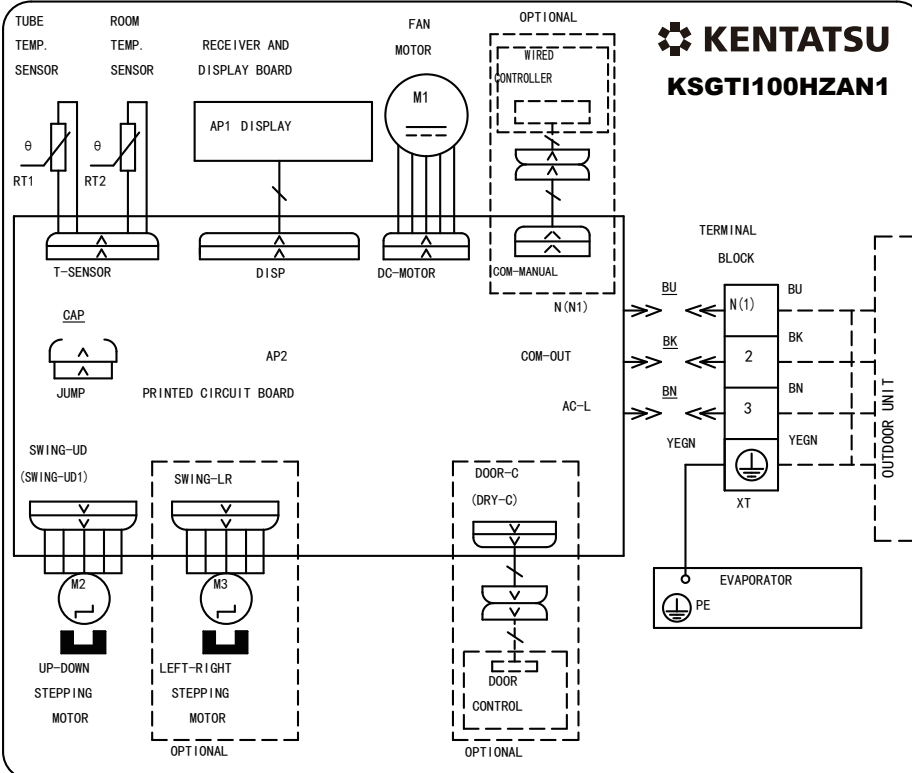 TUBE
TEMP.
SENSOR
ROOM
TEMP.
SENSOR
RECEIVER AND
DISPLAY BOARD
FAN
MOTOR
OPTIONAL
WIRED
CONTROLLER
KENTATSU
KSGTI100HZAN1
AP1 DISPLAY
M1
θ
RT1
θ
RT2
T-SENSOR
DISP
DC-MOTOR
COM-MANUAL
TERMINAL
BLOCK
N(N1)
BU
N(1)
BU
CAP
JUMP
AP2
PRINTED CIRCUIT BOARD
COM-OUT
BK
2
BK
AC-L
BN
3
BN
YEGN
YEGN
XT
OUTDOOR UNIT
SWING-UD
(SWING-UD1)
SWING-LR
DOOR-C
(DRY-C)
M2
M3
EVAPORATOR
PE
UP-DOWN
STEPPING
MOTOR
LEFT-RIGHT
STEPPING
MOTOR
OPTIONAL
DOOR
CONTROL
OPTIONAL